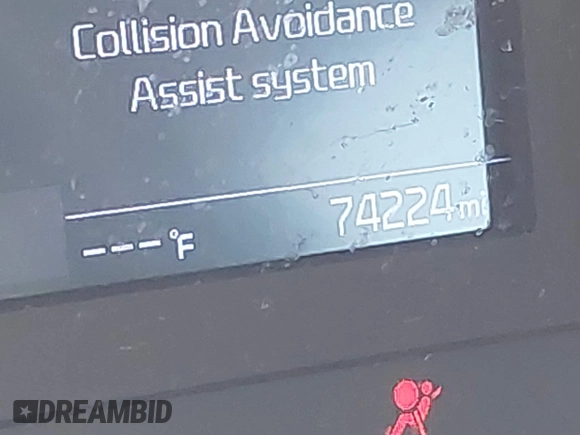 Collision Avoidance
Assist system
---°F 74224mi
DREAMBID